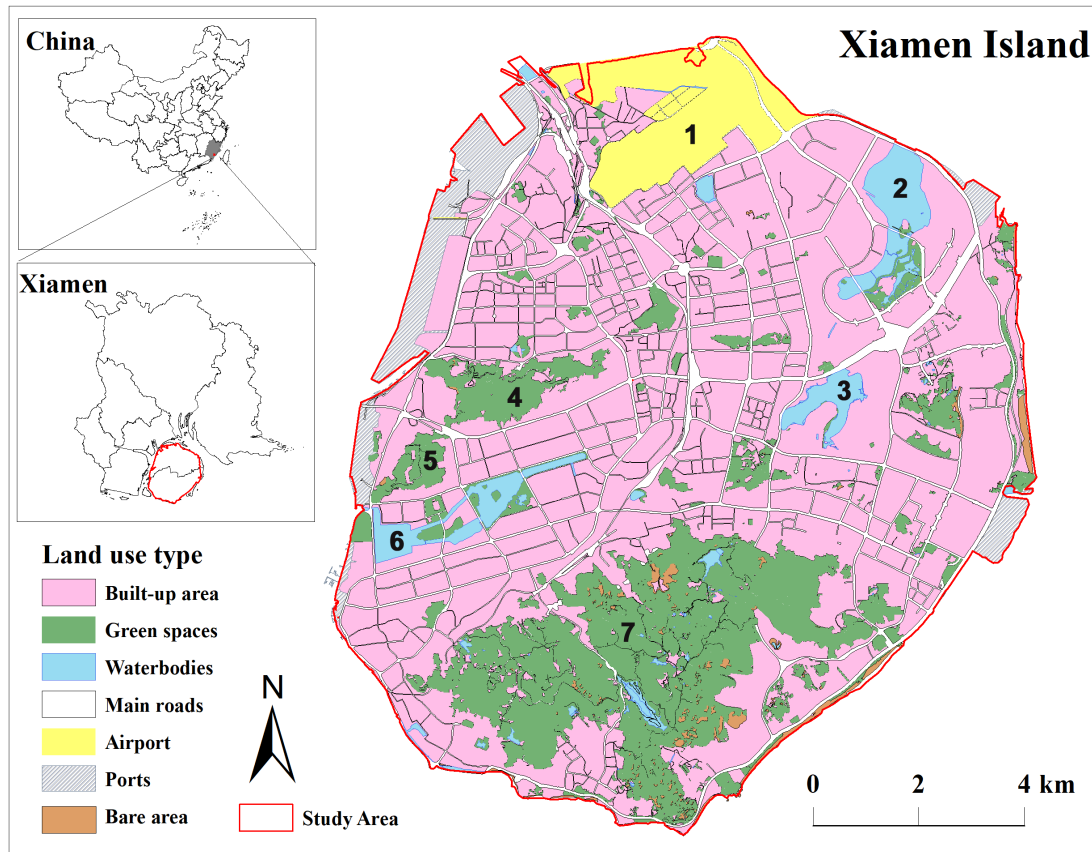 Xiamen Island
China
Xiamen
1
2
3
4
5
6
7
Land use type
Built-up area
Green spaces
Waterbodies
Main roads
Airport
Ports
Bare area
N
Study Area
0 2 4 km